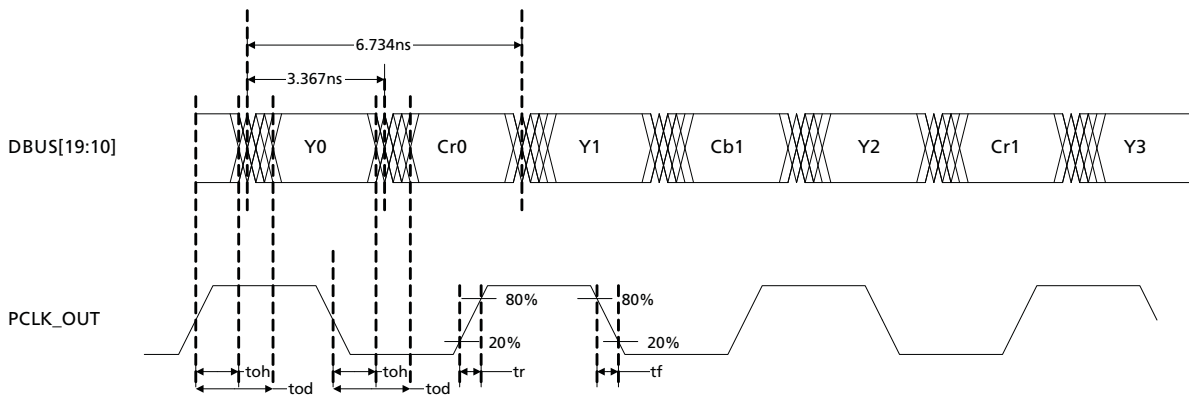 6.734ns
3.367ns
DBUS[19:10] Y0 Cr0 Y1 Cb1 Y2 Cr1 Y3
80% 80%
PCLK_OUT
20% 20%
toh toh tr tf
tod tod